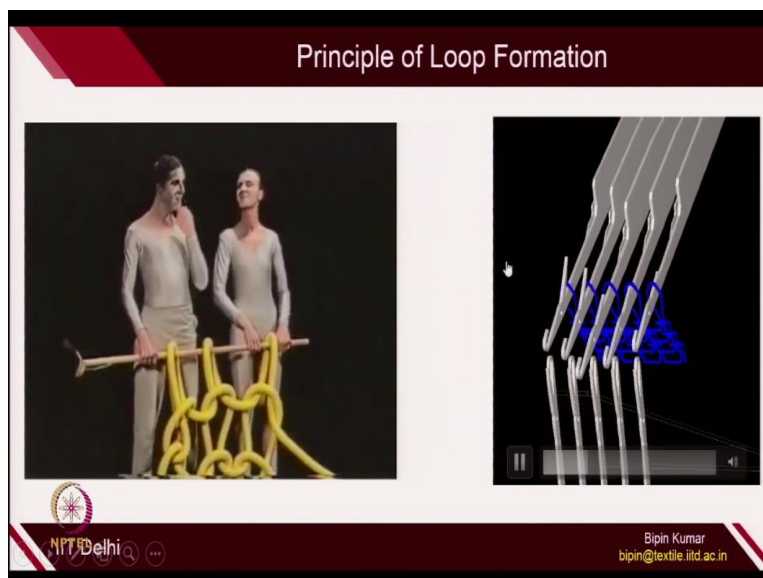 Principle of Loop Formation
NPTEL
IIT Delhi
Bipin Kumar
bipin@textile.iitd.ac.in